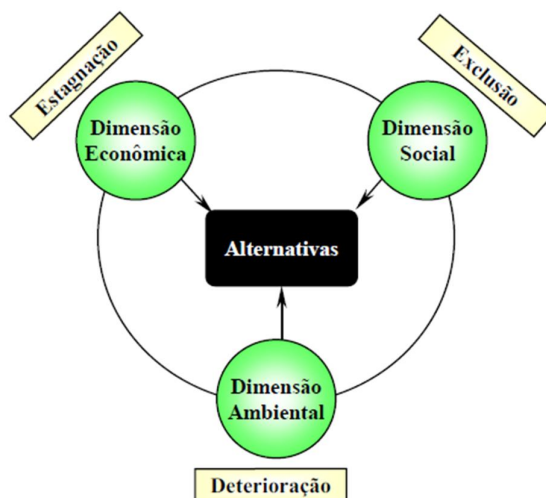 Estagnação
Exclusão
Dimensão
Econômica
Dimensão
Social
Alternativas
Dimensão
Ambiental
Deterioração